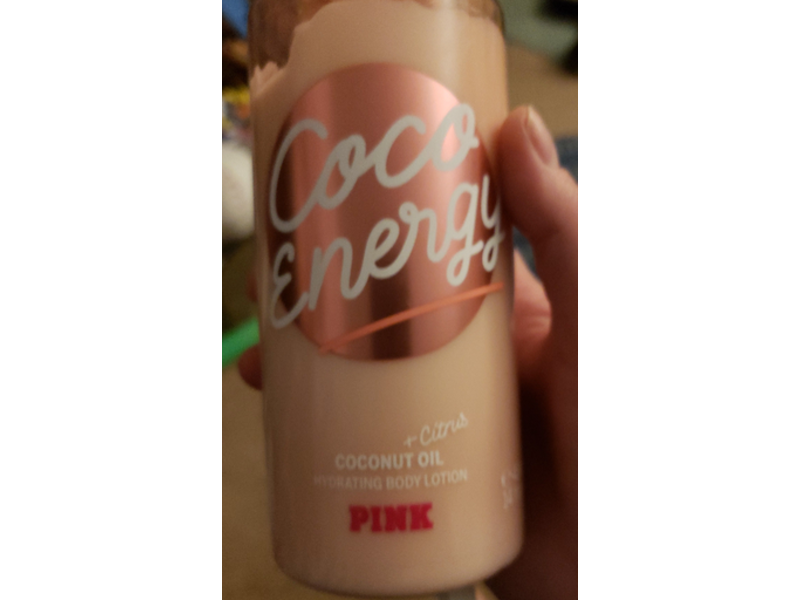 Coco
Energy
+ Citrus
COCONUT OIL
HYDRATING BODY LOTION
PINK